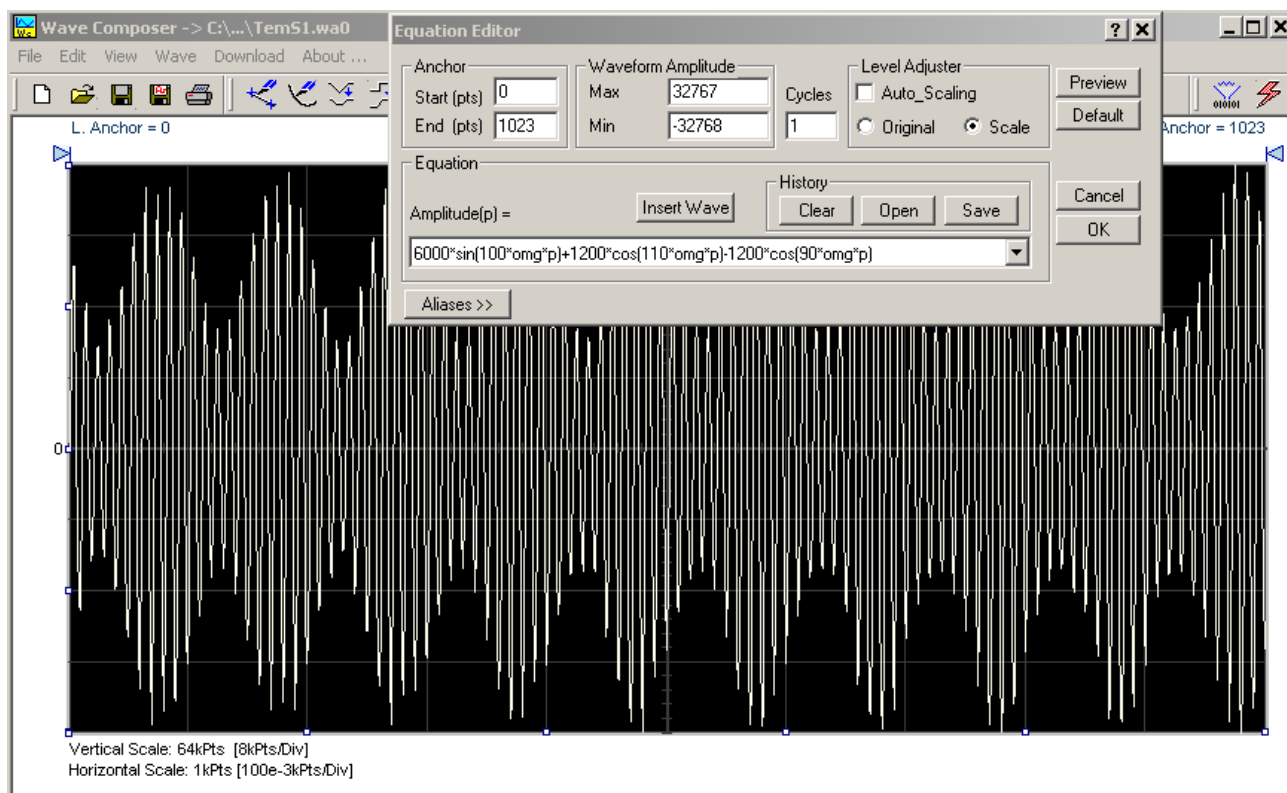 Wave Composer -> C:\...\TemS1.wa0
File Edit View Wave Download About ...
L. Anchor = 0
Anchor = 1023
Equation Editor
Anchor
Start (pts) 0
End (pts) 1023
Waveform Amplitude
Max 32767
Min -32768
Cycles
1
Level Adjuster
Auto_Scaling
Original Scale
Preview
Default
Cancel
OK
Equation
Amplitude(p) =
Insert Wave
History
Clear Open Save
6000*sin(100*omg*p)+1200*cos(110*omg*p)-1200*cos(90*omg*p)
Aliases >>
0
Vertical Scale: 64kPts [8kPts/Div]
Horizontal Scale: 1kPts [100e-3kPts/Div]